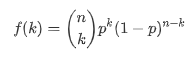 f(k) = \binom{n}{k} p^k (1 − p)^{n−k}